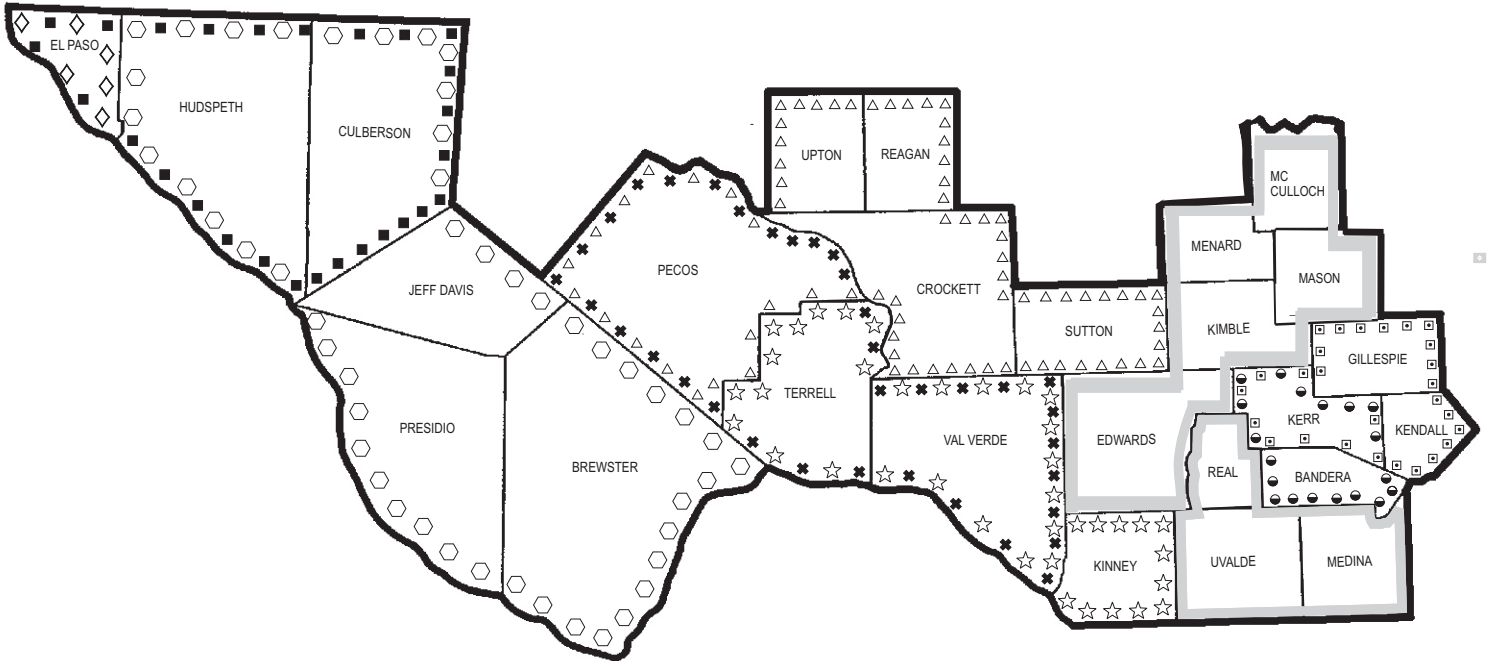 EL PASO
HUDSPETH
CULBERSON
UPTON
REAGAN
MC
CULLOCH
MENARD
PECOS
MASON
JEFF DAVIS
CROCKETT
SUTTON
KIMBLE
GILLESPIE
TERRELL
KERR
PRESIDIO
VAL VERDE
EDWARDS
KENDALL
BREWSTER
REAL
BANDERA
KINNEY
UVALDE
MEDINA